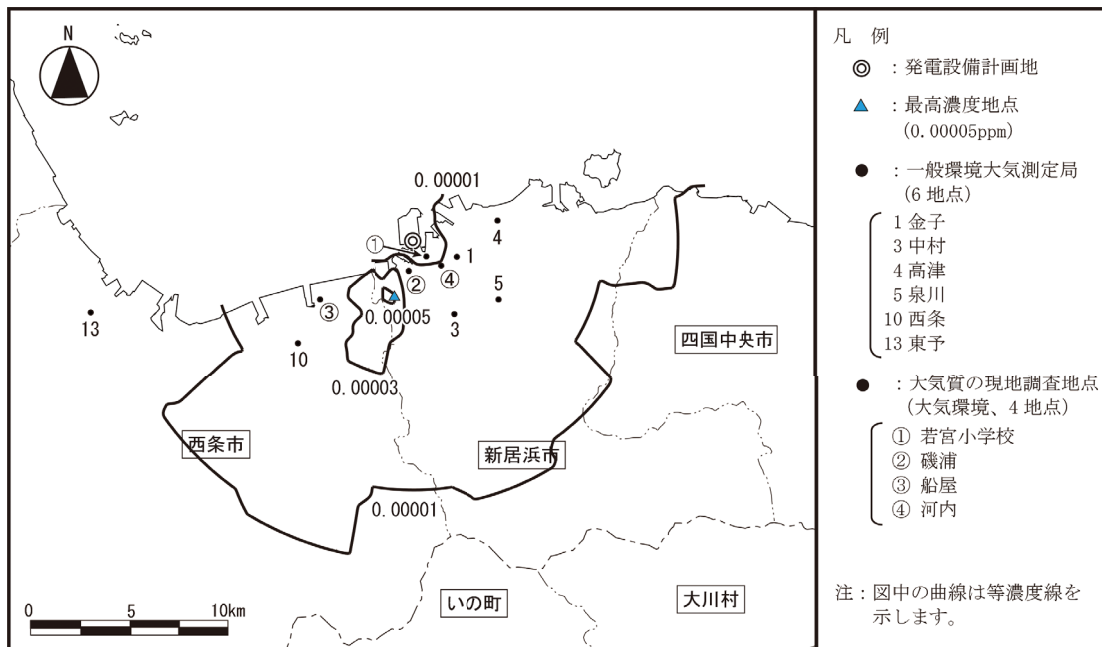 N
0.00001
①
4
1
②
④
③
5
13
0.00005
3
10
0.00003
四国中央市
西条市
新居浜市
0.00001
いの町
大川村
0 5 10km
凡 例
◎ : 発電設備計画地
▲ : 最高濃度地点
(0.00005ppm)
● : 一般環境大気測定局
(6 地点)
1 金子
3 中村
4 高津
5 泉川
10 西条
13 東予
● : 大気質の現地調査地点
(大気環境、4 地点)
① 若宮小学校
② 磯浦
③ 船屋
④ 河内
注：図中の曲線は等濃度線を
示します。